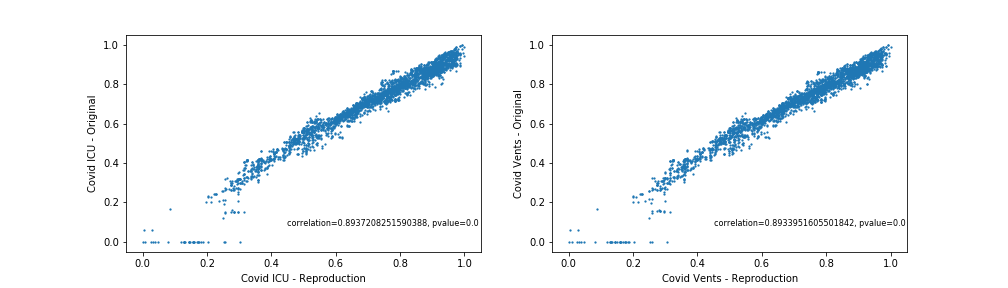 1.0
0.8
0.6
0.4
0.2
0.0
Covid ICU - Original
correlation=0.8937208251590388, pvalue=0.0
0.0 0.2 0.4 0.6 0.8 1.0
Covid ICU - Reproduction
1.0
0.8
0.6
0.4
0.2
0.0
Covid Vents - Original
correlation=0.8933951605501842, pvalue=0.0
0.0 0.2 0.4 0.6 0.8 1.0
Covid Vents - Reproduction